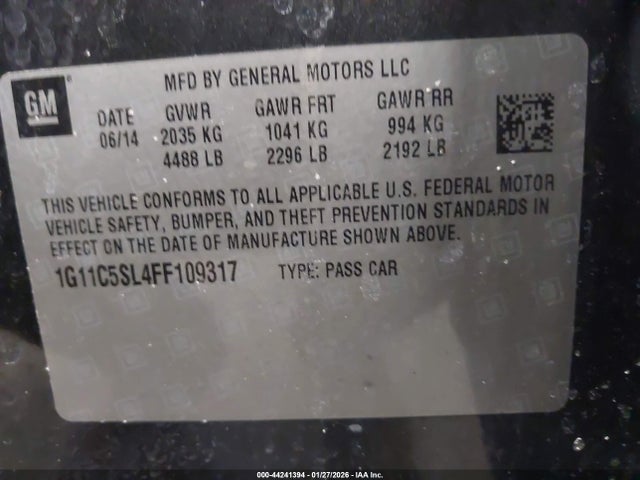 GM
MFD BY GENERAL MOTORS LLC
DATE GVWR GAWR FRT GAWR RR
06/14 2035 KG 1041 KG 994 KG
4488 LB 2296 LB 2192 LB
THIS VEHICLE CONFORMS TO ALL APPLICABLE U.S. FEDERAL MOTOR
VEHICLE SAFETY, BUMPER, AND THEFT PREVENTION STANDARDS IN
EFFECT ON THE DATE OF MANUFACTURE SHOWN ABOVE.
1G11C5SL4FF109317 TYPE: PASS CAR
000-44241394 - 01/27/2026 - IAA Inc.